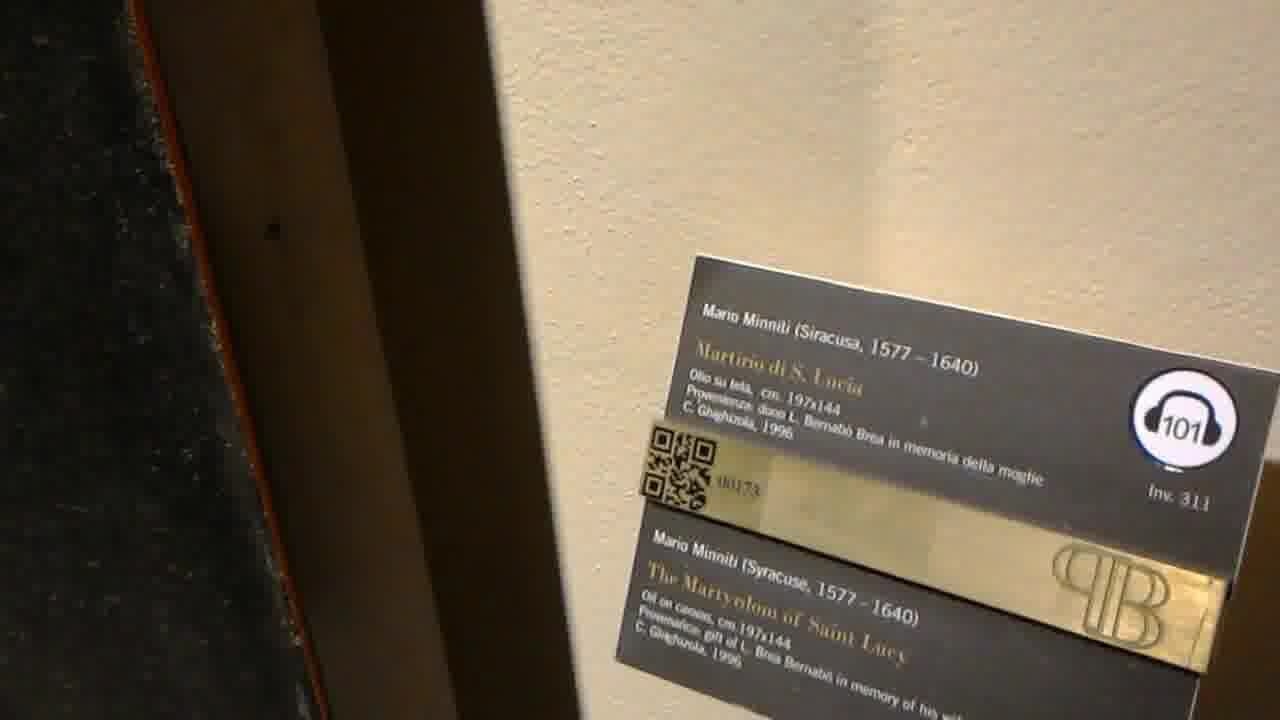 Mario Minniti (Siracusa, 1577 – 1640)
Martirio di S. Lucia
Olio su tela, cm. 197x144
Provenienza: dono L. Bernabò Brea in memoria della moglie
C. Ghighizola, 1996
101
Inv. 311
00173
PB
Mario Minniti (Syracuse, 1577 - 1640)
The Martyrdom of Saint Lucy
Oil on canvas, cm.197x144
Provenance: gift of L. Brea Bernabò in memory of his
C. Ghighizola, 1996